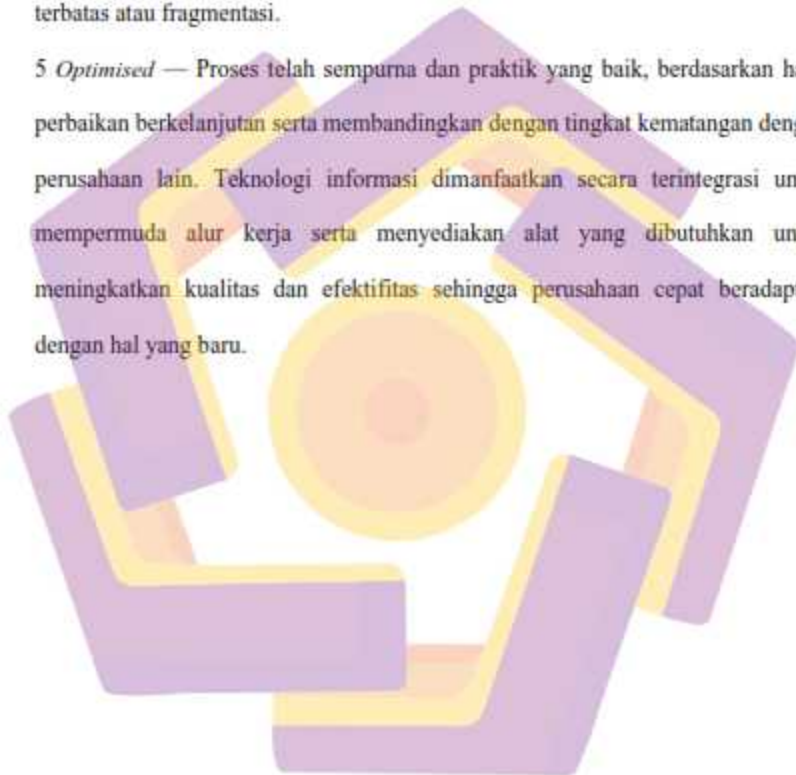 terbatas atau fragmentasi.
5 Optimised — Proses telah sempurna dan praktik yang baik, berdasarkan
perbaikan berkelanjutan serta membandingkan dengan tingkat kematangan
perusahaan lain. Teknologi informasi dimanfaatkan secara terintegrasi
mempermuda alur kerja serta menyediakan alat yang dibutuhkan
meningkatkan kualitas dan efektifitas sehingga perusahaan cepat
dengan hal yang baru.